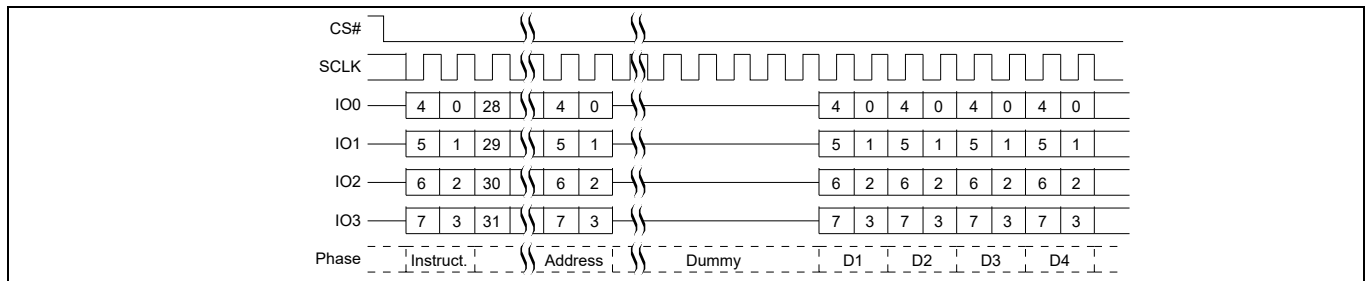 CS#
SCLK
IO0 4 0 28 4 0 4 0 4 0 4 0 4 0
IO1 5 1 29 5 1 5 1 5 1 5 1 5 1
IO2 6 2 30 6 2 6 2 6 2 6 2 6 2
IO3 7 3 31 7 3 7 3 7 3 7 3 7 3
Phase Instruct. Address Dummy D1 D2 D3 D4